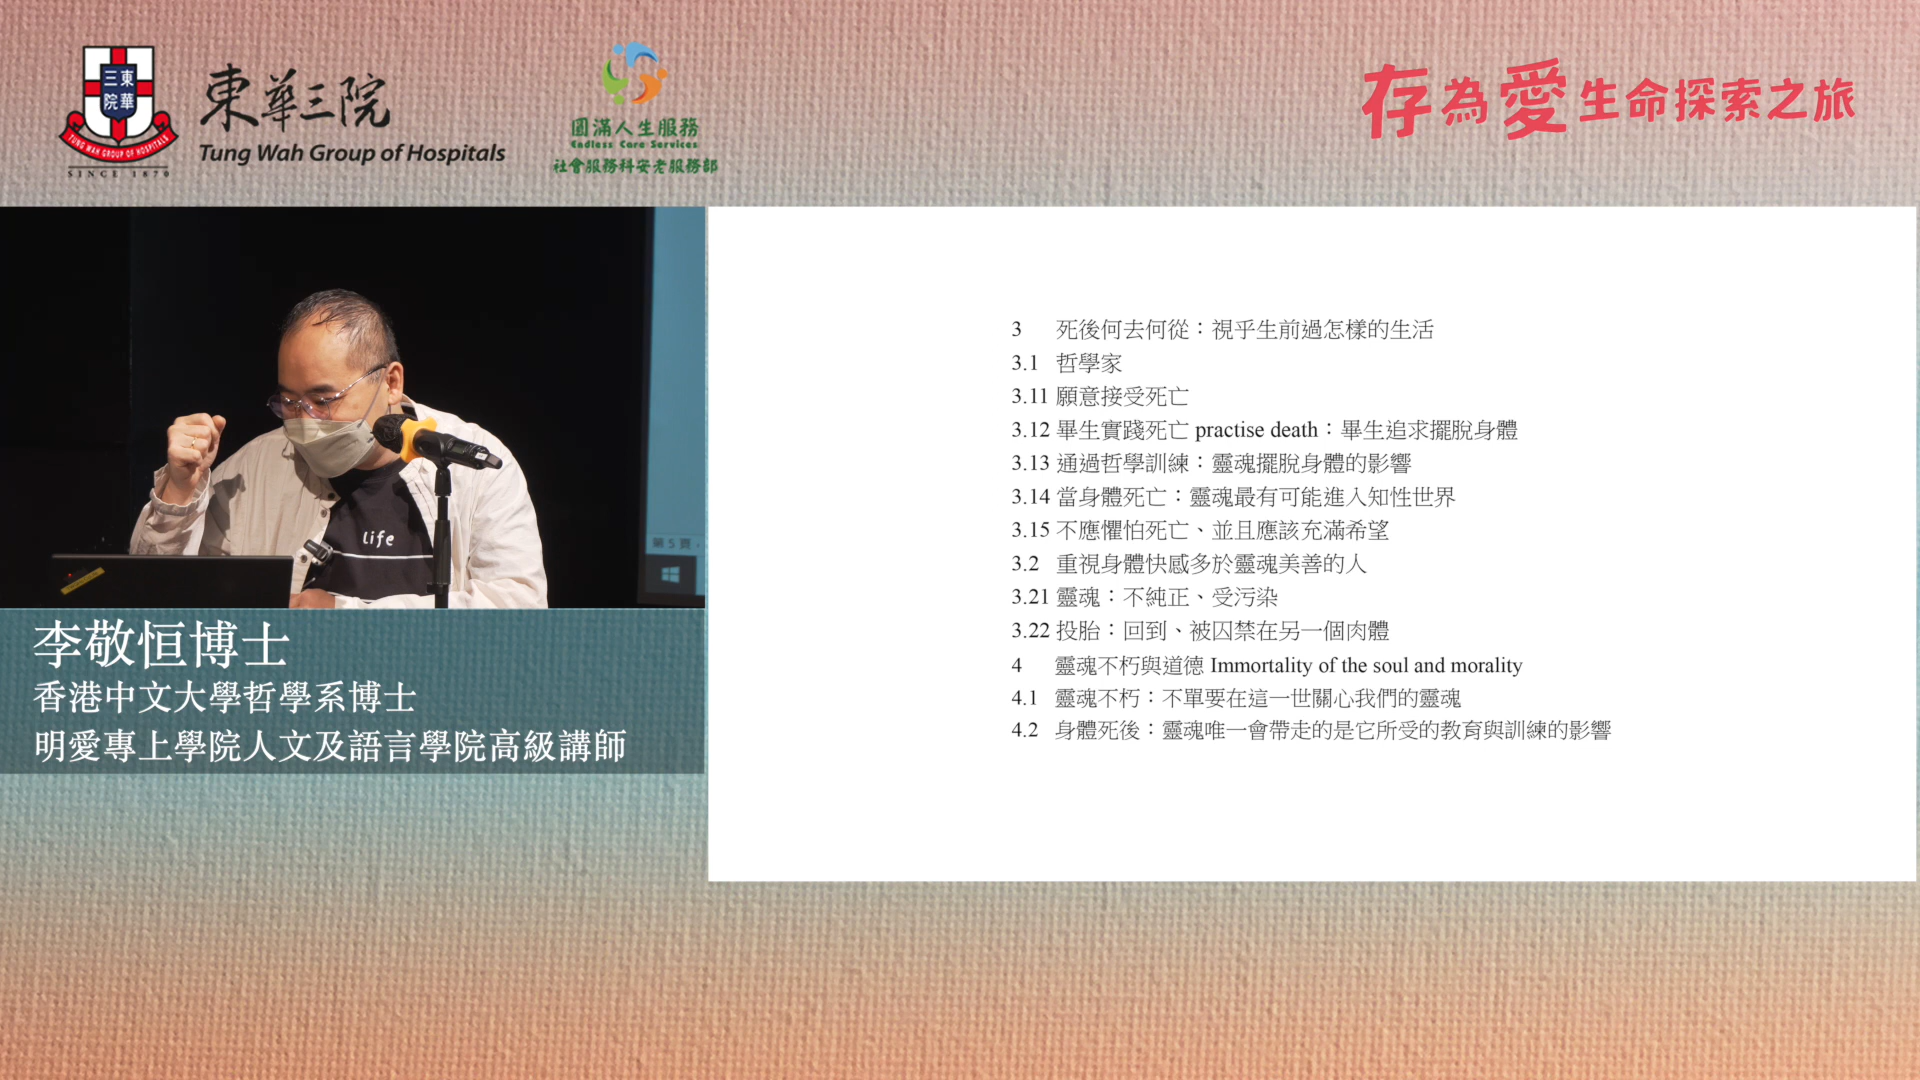 東華三院
TUNG WAH GROUP OF HOSPITALS
SINCE 1870
東華三院
Tung Wah Group of Hospitals
圓滿人生服務
Endless Care Services
社會服務科安老服務部
存為愛生命探索之旅
life
第 5 頁，
李敬恒博士
香港中文大學哲學系博士
明愛專上學院人文及語言學院高級講師
3 死後何去何從：視乎生前過怎樣的生活
3.1 哲學家
3.11 願意接受死亡
3.12 畢生實踐死亡 practise death：畢生追求擺脫身體
3.13 通過哲學訓練：靈魂擺脫身體的影響
3.14 當身體死亡：靈魂最有可能進入知性世界
3.15 不應懼怕死亡、並且應該充滿希望
3.2 重視身體快感多於靈魂美善的人
3.21 靈魂：不純正、受污染
3.22 投胎：回到、被囚禁在另一個肉體
4 靈魂不朽與道德 Immortality of the soul and morality
4.1 靈魂不朽：不單要在這一世關心我們的靈魂
4.2 身體死後：靈魂唯一會帶走的是它所受的教育與訓練的影響